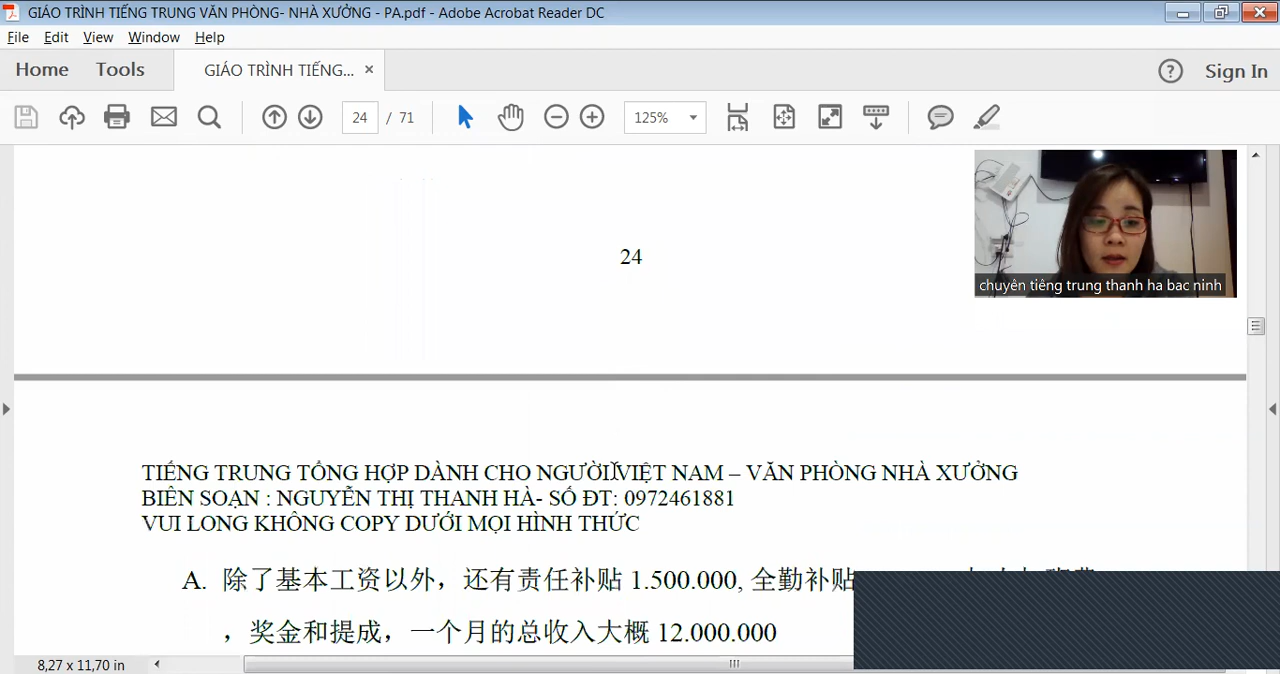 GIÁO TRÌNH TIẾNG TRUNG VĂN PHÒNG- NHÀ XƯỞNG - PA.pdf - Adobe Acrobat Reader DC
File Edit View Window Help
Home Tools GIÁO TRÌNH TIẾNG... × ? Sign In
24 / 71 125%
24
chuyên tiêng trung thanh ha bac ninh
TIẾNG TRUNG TỔNG HỢP DÀNH CHO NGƯỜI VIỆT NAM – VĂN PHÒNG NHÀ XƯỞNG
BIÊN SOẠN : NGUYỄN THỊ THANH HÀ- SỐ ĐT: 0972461881
VUI LONG KHÔNG COPY DƯỚI MỌI HÌNH THỨC
A. 除了基本工资以外，还有责任补贴 1.500.000, 全勤补贴
，奖金和提成，一个月的总收入大概 12.000.000
8,27 x 11,70 in